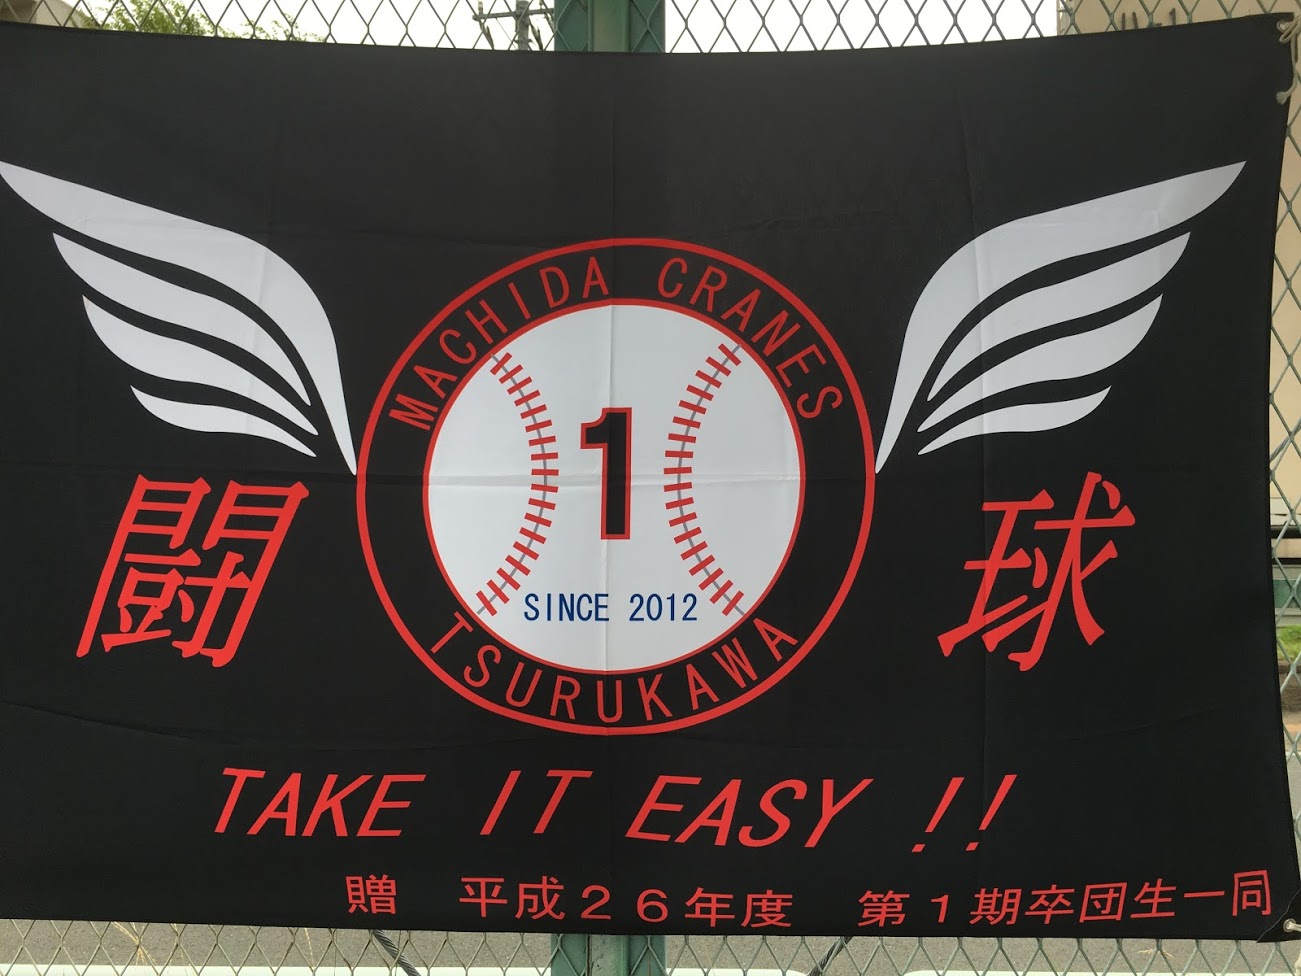 MACHIDA CRANES
1
SINCE 2012
TSURUKAWA
闘 球
TAKE IT EASY !!
贈 平成26年度 第1期卒団生一同